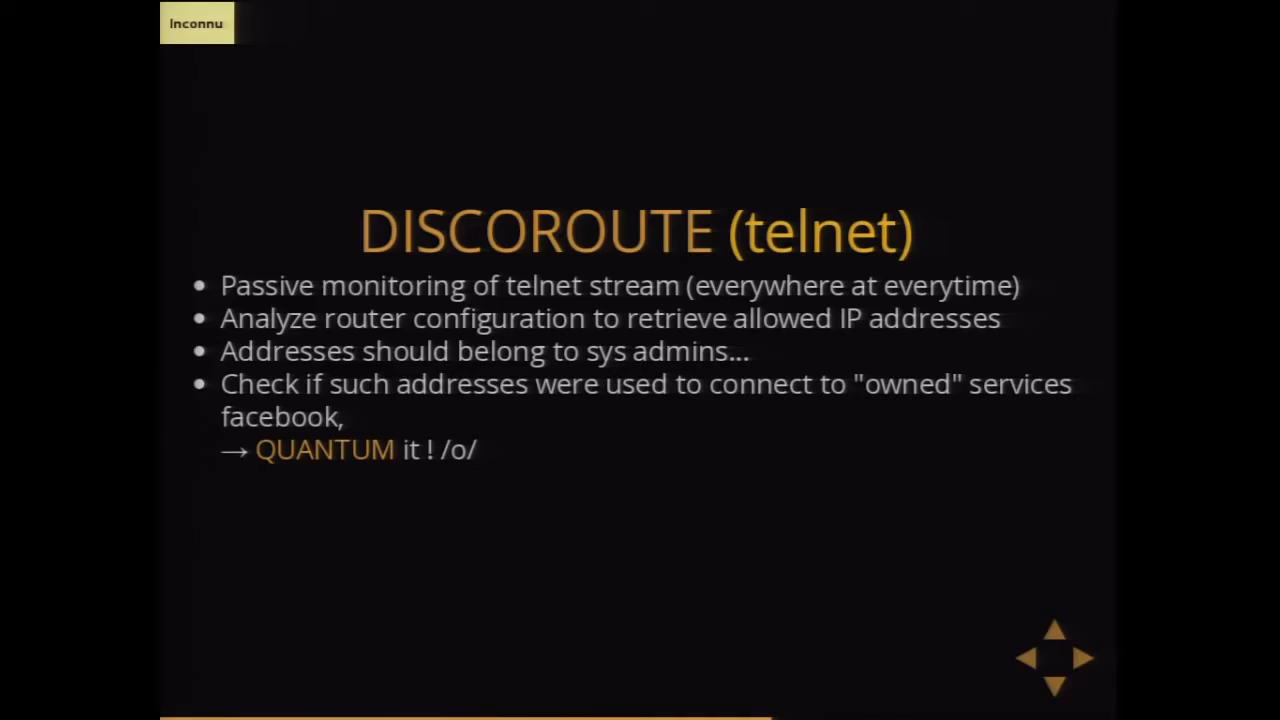 Inconnu
DISCOROUTE (telnet)
• Passive monitoring of telnet stream (everywhere at everytime)
• Analyze router configuration to retrieve allowed IP addresses
• Addresses should belong to sys admins...
• Check if such addresses were used to connect to "owned" services
facebook,
→ QUANTUM it ! /o/